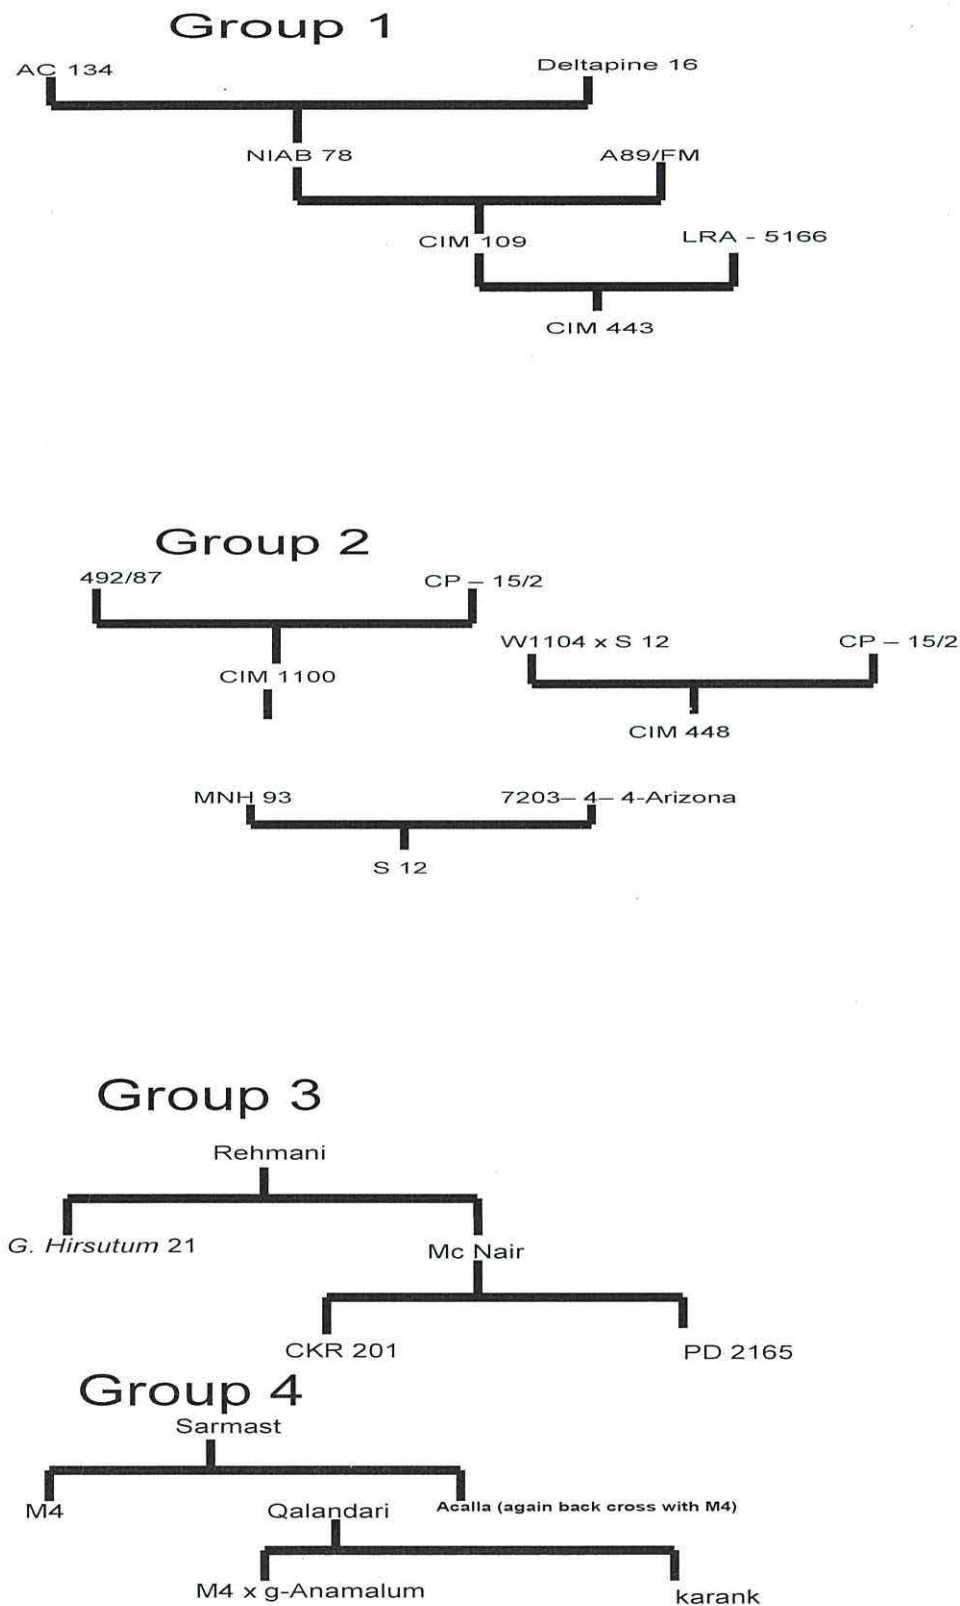 Group 1
AC 134
Deltapine 16
NIAB 78
A89/FM
CIM 109
LRA - 5166
CIM 443
Group 2
492/87
CP – 15/2
W1104 x S 12
CP – 15/2
CIM 1100
CIM 448
MNH 93
7203– 4– 4-Arizona
S 12
Group 3
Rehmani
G. Hirsutum 21
Mc Nair
CKR 201
PD 2165
Group 4
Sarmast
M4
Qalandari
Acalla (again back cross with M4)
M4 x g-Anamalum
karank